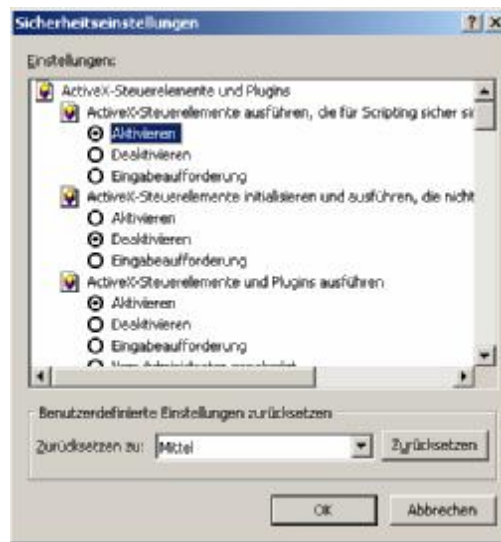 Sicherheitseinstellungen
Einstellungen:
ActiveX-Steuerelemente und Plugins
ActiveX-Steuerelemente ausführen, die für Scripting sicher si
Aktivieren
Deaktivieren
Eingabeaufforderung
ActiveX-Steuerelemente initialisieren und ausführen, die nicht
Aktivieren
Deaktivieren
Eingabeaufforderung
ActiveX-Steuerelemente und Plugins ausführen
Aktivieren
Deaktivieren
Eingabeaufforderung
Benutzerdefinierte Einstellungen zurücksetzen
Zurücksetzen zu: Mittel Zurücksetzen
OK Abbrechen